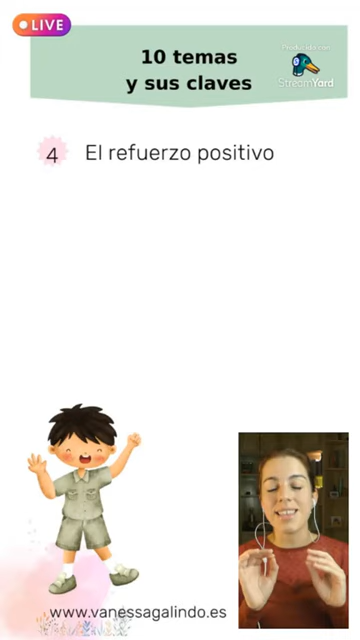 LIVE
10 temas
y sus claves
Producido con
StreamYard
4 El refuerzo positivo
www.vanessagalindo.es